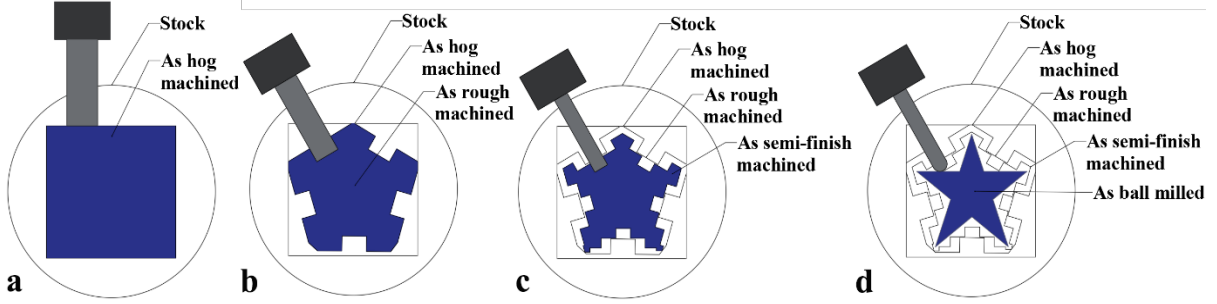 Stock
As hog
machined
a
Stock
As hog
machined
As rough
machined
b
Stock
As hog
machined
As rough
machined
As semi-finish
machined
c
Stock
As hog
machined
As rough
machined
As semi-finish
machined
As ball milled
d